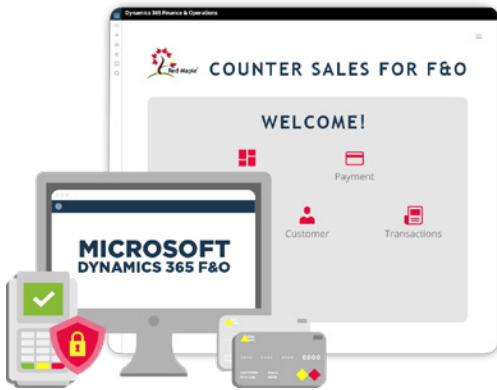 Dynamics 365 Finance & Operations
Red Maple
COUNTER SALES FOR F&O
WELCOME!
Payment
Customer
Transactions
MICROSOFT
DYNAMICS 365 F&O